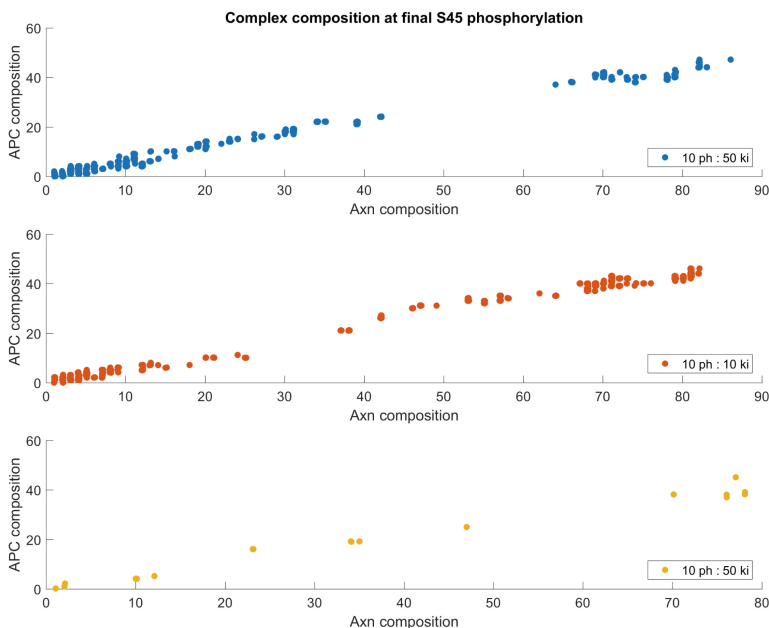 Complex composition at final S45 phosphorylation
60
40
20
0
APC composition
10 ph : 50 ki
0 10 20 30 40 50 60 70 80 90
Axn composition
60
40
20
0
APC composition
10 ph : 10 ki
0 10 20 30 40 50 60 70 80 90
Axn composition
60
40
20
0
APC composition
10 ph : 50 ki
0 10 20 30 40 50 60 70 80
Axn composition